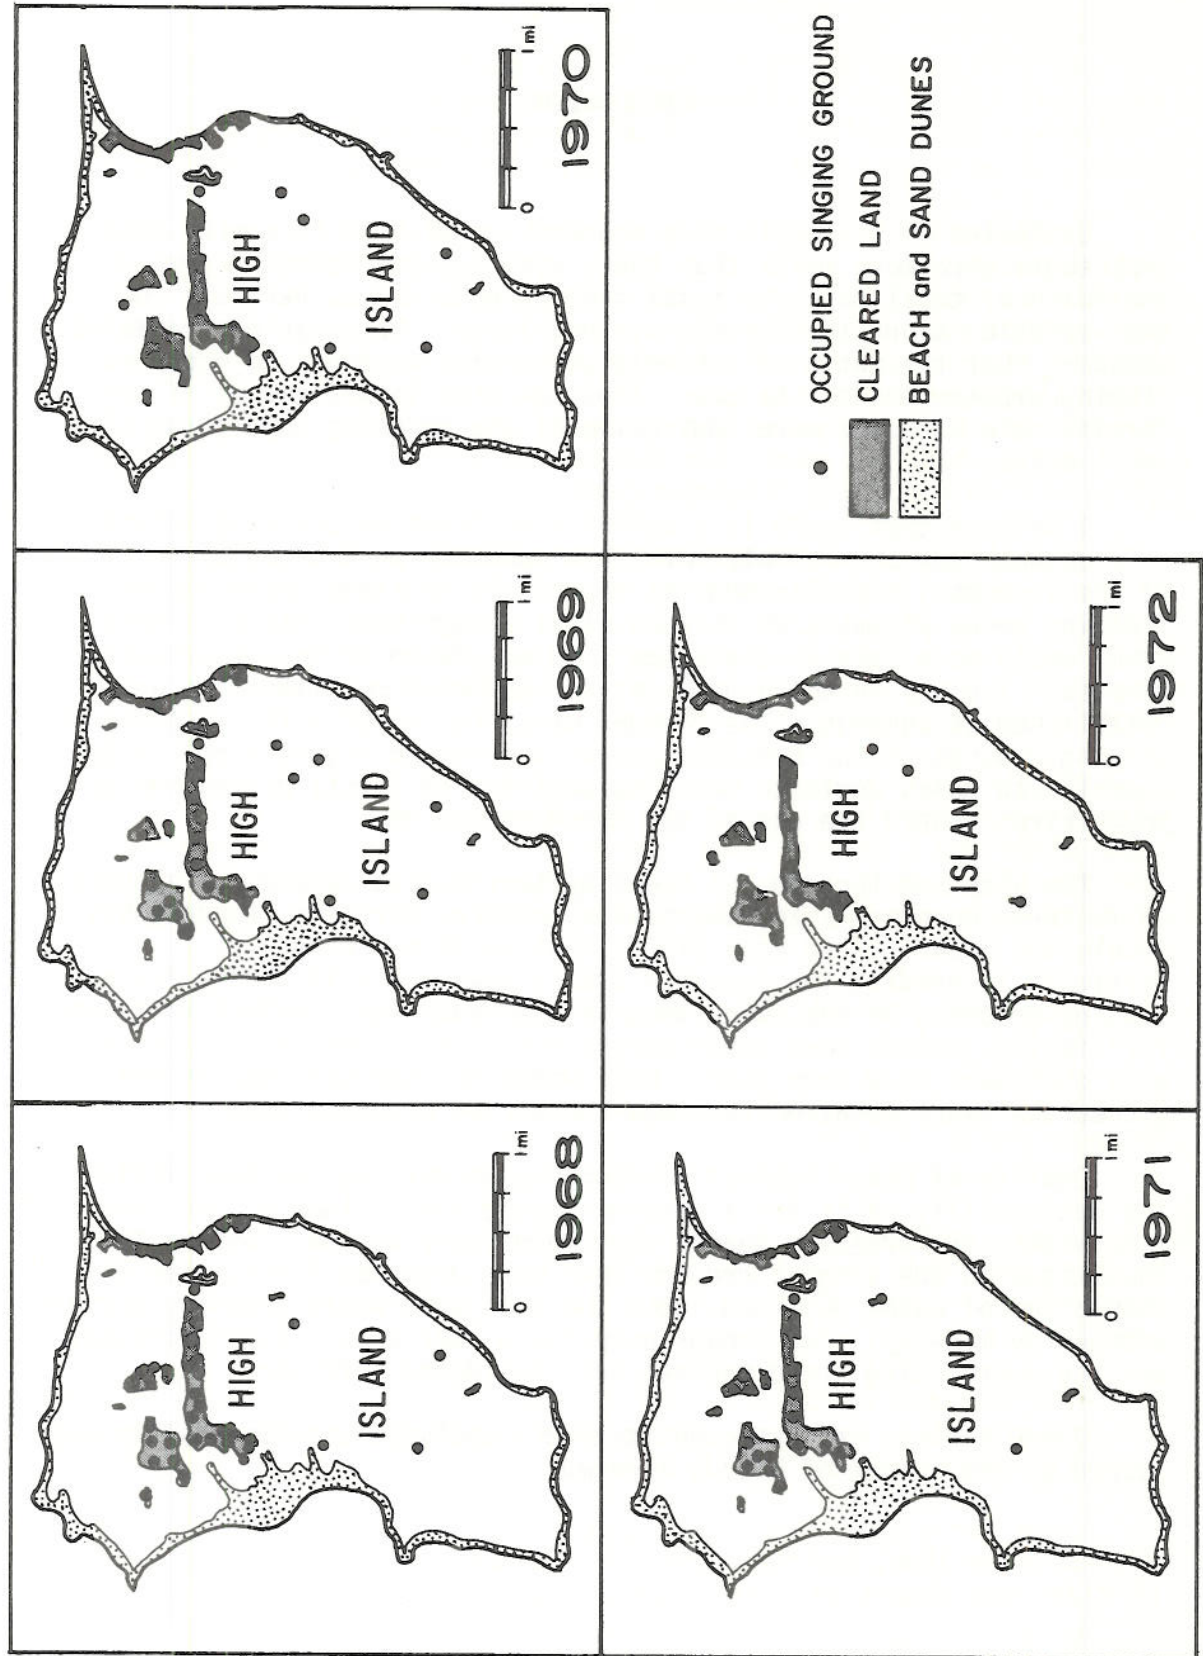 HIGH
ISLAND
0 1 mi
1968
HIGH
ISLAND
0 1 mi
1969
HIGH
ISLAND
0 1 mi
1970
HIGH
ISLAND
0 1 mi
1971
HIGH
ISLAND
0 1 mi
1972
OCCUPIED SINGING GROUND
CLEARED LAND
BEACH and SAND DUNES